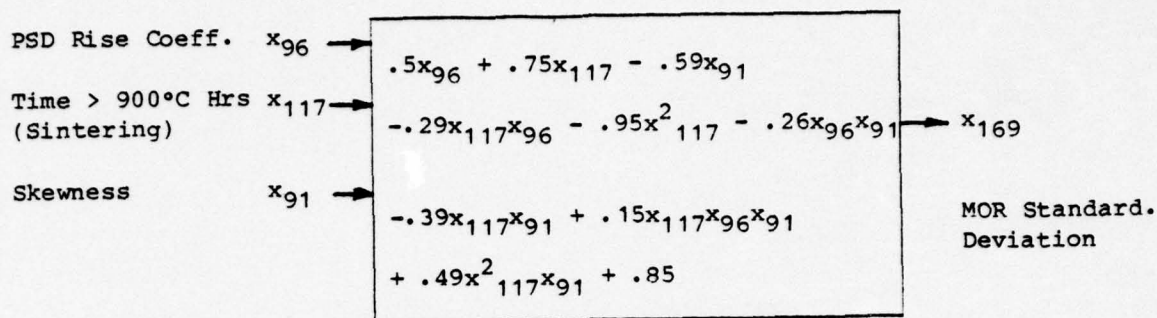 PSD Rise Coeff. x96
.5x96 + .75x117 - .59x91
Time > 900°C Hrs x117
(Sintering)
-.29x117x96 - .95x²117 - .26x96x91
x169
Skewness x91
-.39x117x91 + .15x117x96x91
MOR Standard.
Deviation
+ .49x²117x91 + .85